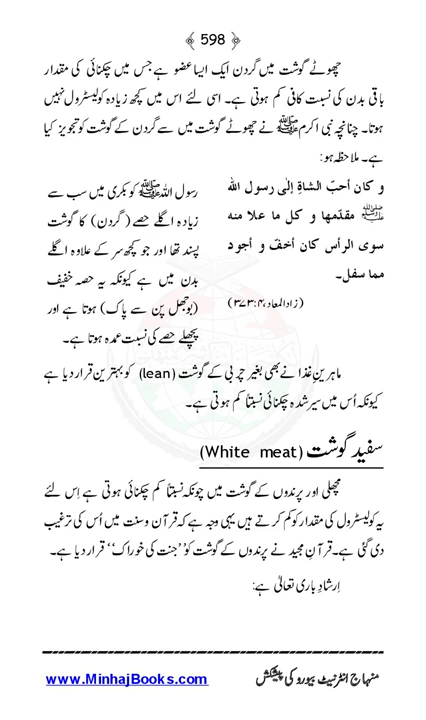 ﴿ 598 ﴾
چھوٹے گوشت میں گردن ایک ایسا عضو ہے جس میں چکنائی کی مقدار
باقی بدن کی نسبت کافی کم ہوتی ہے۔ اسی لئے اس میں کچھ زیادہ کولیسٹرول نہیں
ہوتا۔ چنانچہ نبی اکرم ﷺ نے چھوٹے گوشت میں سے گردن کے گوشت کو تجویز کیا
ہے۔ ملاحظہ ہو:
و کان أحبّ الشاةِ إلٰی رسول الله
ﷺ مقدّمها و کل ما علا منه
سوی الرأس کان أخفّ و أجود
مما سفل۔
(زادالمعاد، ۴:۳۷۳)
رسول اللہ ﷺ کو بکری میں سب سے
زیادہ اگلے حصے (گردن) کا گوشت
پسند تھا اور جو کچھ سر کے علاوہ اگلے
بدن میں ہے کیونکہ یہ حصہ خفیف
(بوجھل پن سے پاک) ہوتا ہے اور
پچھلے حصے کی نسبت عمدہ ہوتا ہے۔
ماہرینِ غذا نے بھی بغیر چربی کے گوشت (lean) کو بہترین قرار دیا ہے
کیونکہ اُس میں سیر شدہ چکنائی نسبتاً کم ہوتی ہے۔
سفید گوشت (White meat)
مچھلی اور پرندوں کے گوشت میں چونکہ نسبتاً کم چکنائی ہوتی ہے اِس لئے
یہ کولیسٹرول کی مقدار کو کم کرتے ہیں یہی وجہ ہے کہ قرآن و سنت میں اُس کی ترغیب
دی گئی ہے۔ قرآنِ مجید نے پرندوں کے گوشت کو ’’جنت کی خوراک‘‘ قرار دیا ہے۔
اِرشادِ باری تعالیٰ ہے:
منہاج انٹرنیٹ بیورو کی پیشکش
www.MinhajBooks.com